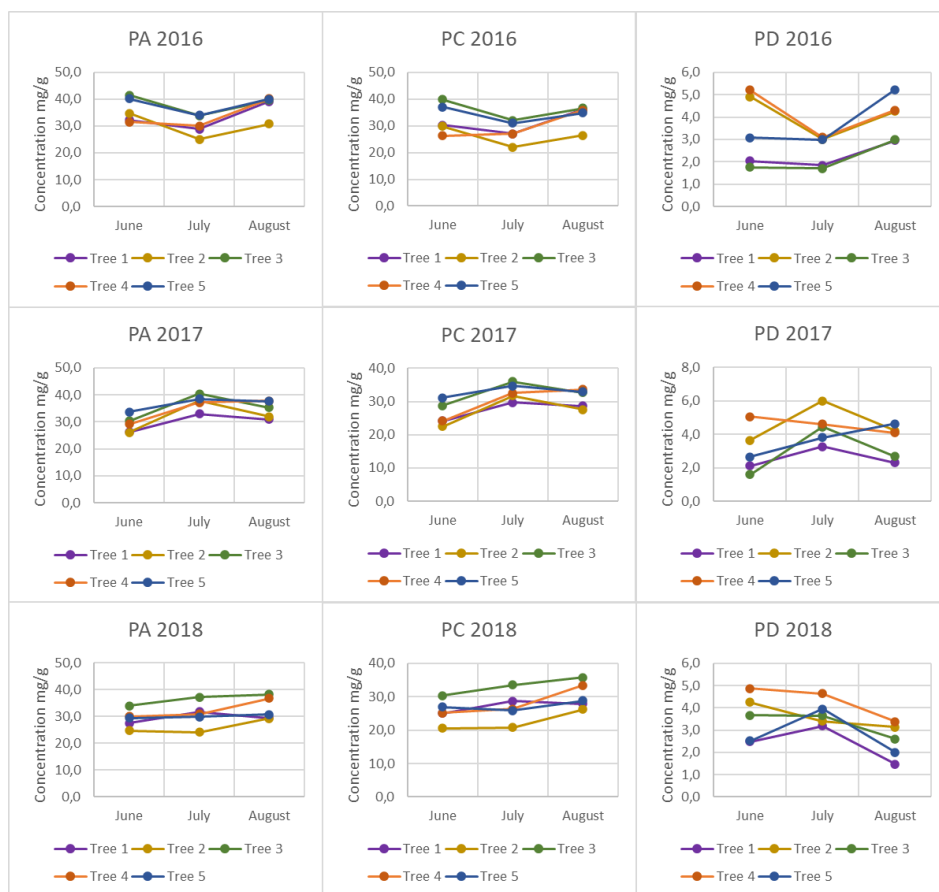 PA 2016
Concentration mg/g
50,0
40,0
30,0
20,0
10,0
0,0
June July August
Tree 1 Tree 2 Tree 3
Tree 4 Tree 5
PC 2016
Concentration mg/g
50,0
40,0
30,0
20,0
10,0
0,0
June July August
Tree 1 Tree 2 Tree 3
Tree 4 Tree 5
PD 2016
Concentration mg/g
6,0
5,0
4,0
3,0
2,0
1,0
0,0
June July August
Tree 1 Tree 2 Tree 3
Tree 4 Tree 5
PA 2017
Concentration mg/g
50,0
40,0
30,0
20,0
10,0
0,0
June July August
Tree 1 Tree 2 Tree 3
Tree 4 Tree 5
PC 2017
Concentration mg/g
40,0
30,0
20,0
10,0
0,0
June July August
Tree 1 Tree 2 Tree 3
Tree 4 Tree 5
PD 2017
Concentration mg/g
8,0
6,0
4,0
2,0
0,0
June July August
Tree 1 Tree 2 Tree 3
Tree 4 Tree 5
PA 2018
Concentration mg/g
50,0
40,0
30,0
20,0
10,0
0,0
June July August
Tree 1 Tree 2 Tree 3
Tree 4 Tree 5
PC 2018
Concentration mg/g
40,0
30,0
20,0
10,0
0,0
June July August
Tree 1 Tree 2 Tree 3
Tree 4 Tree 5
PD 2018
Concentration mg/g
6,0
5,0
4,0
3,0
2,0
1,0
0,0
June July August
Tree 1 Tree 2 Tree 3
Tree 4 Tree 5